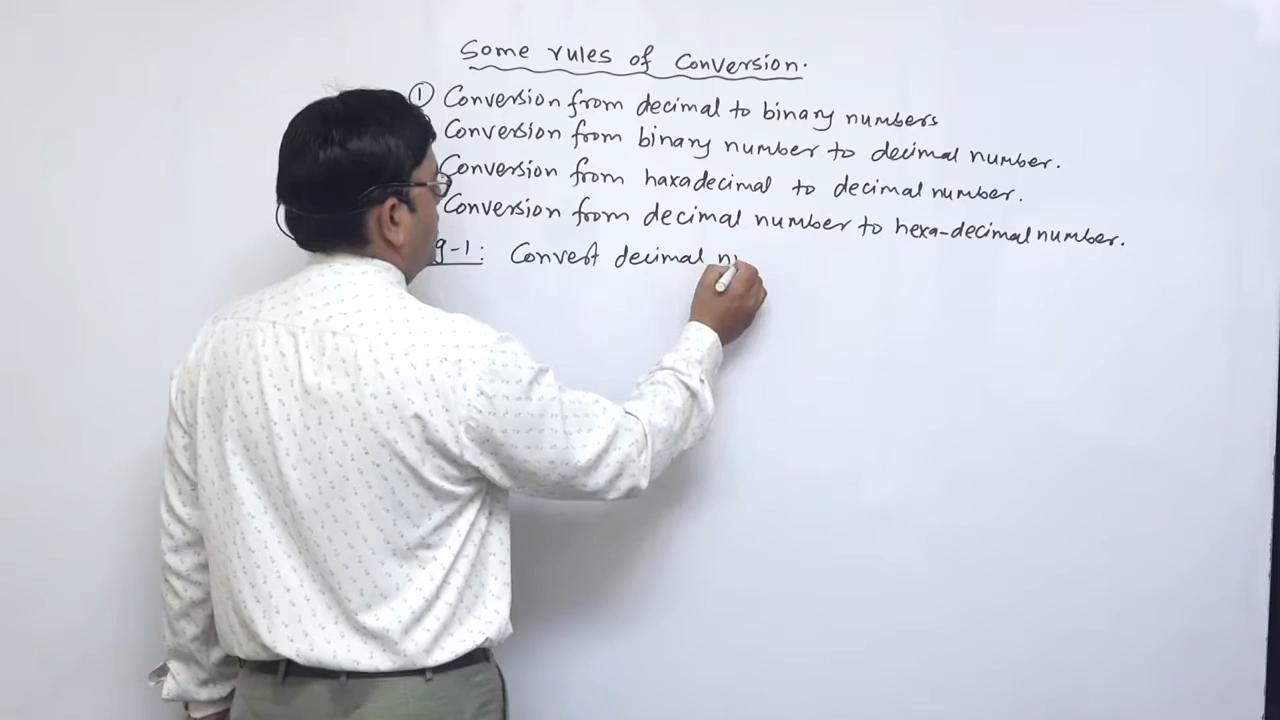 Some rules of Conversion.
① Conversion from decimal to binary numbers
Conversion from binary number to decimal number.
Conversion from haxadecimal to decimal number.
Conversion from decimal number to hexa-decimal number.
g-1: Convert decimal